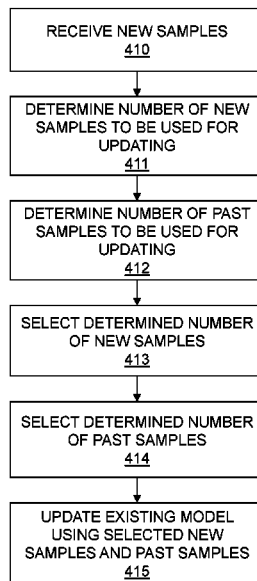 RECEIVE NEW SAMPLES
410
DETERMINE NUMBER OF NEW
SAMPLES TO BE USED FOR
UPDATING
411
DETERMINE NUMBER OF PAST
SAMPLES TO BE USED FOR
UPDATING
412
SELECT DETERMINED NUMBER
OF NEW SAMPLES
413
SELECT DETERMINED NUMBER
OF PAST SAMPLES
414
UPDATE EXISTING MODEL
USING SELECTED NEW
SAMPLES AND PAST SAMPLES
415